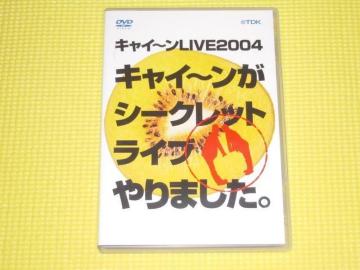 DVD
VIDEO
TDK
キャイ〜ンLIVE2004
キャイ〜ンが
シークレット
ライブ
やりました。